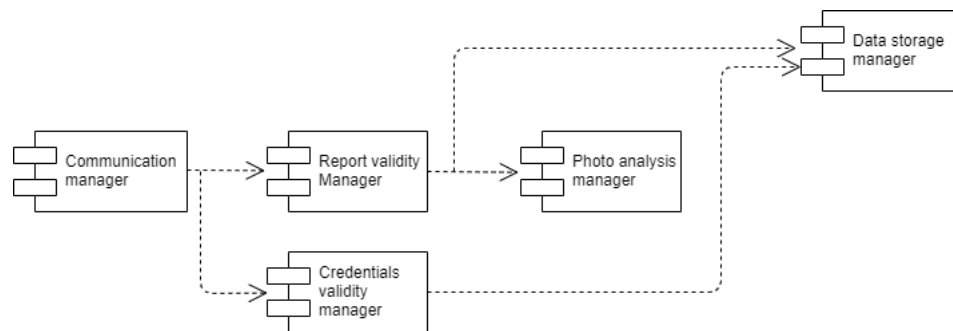 Data storage
manager
Communication
manager
Report validity
Manager
Photo analysis
manager
Credentials
validity
manager